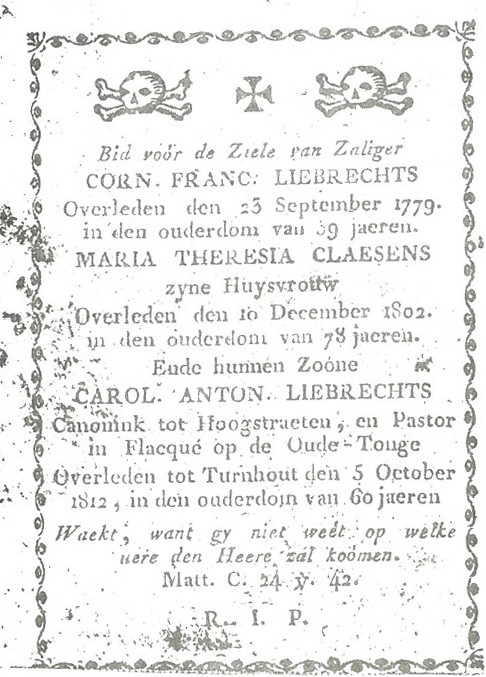 Bid voór de Ziele van Zaliger
CORN. FRANC. LIEBRECHTS
Overleden den 23 September 1779.
in den ouderdom van 59 jaeren.
MARIA THERESIA CLAESENS
zyne Huysvrouw
Overleden den 10 December 1802.
in den ouderdom van 78 jaeren.
Ende hunnen Zoóne
CAROL. ANTON. LIEBRECHTS
Canonink tot Hoogstraeten, en Pastor
in Flacqué op de Oude-Tonge
Overleden tot Turnhout den 5 October
1812, in den ouderdom van 60 jaeren
Waekt, want gy niet weét op welke
uere den Heere zal koómen.
Matt. C. 24 ỳ. 42.
R. I. P.